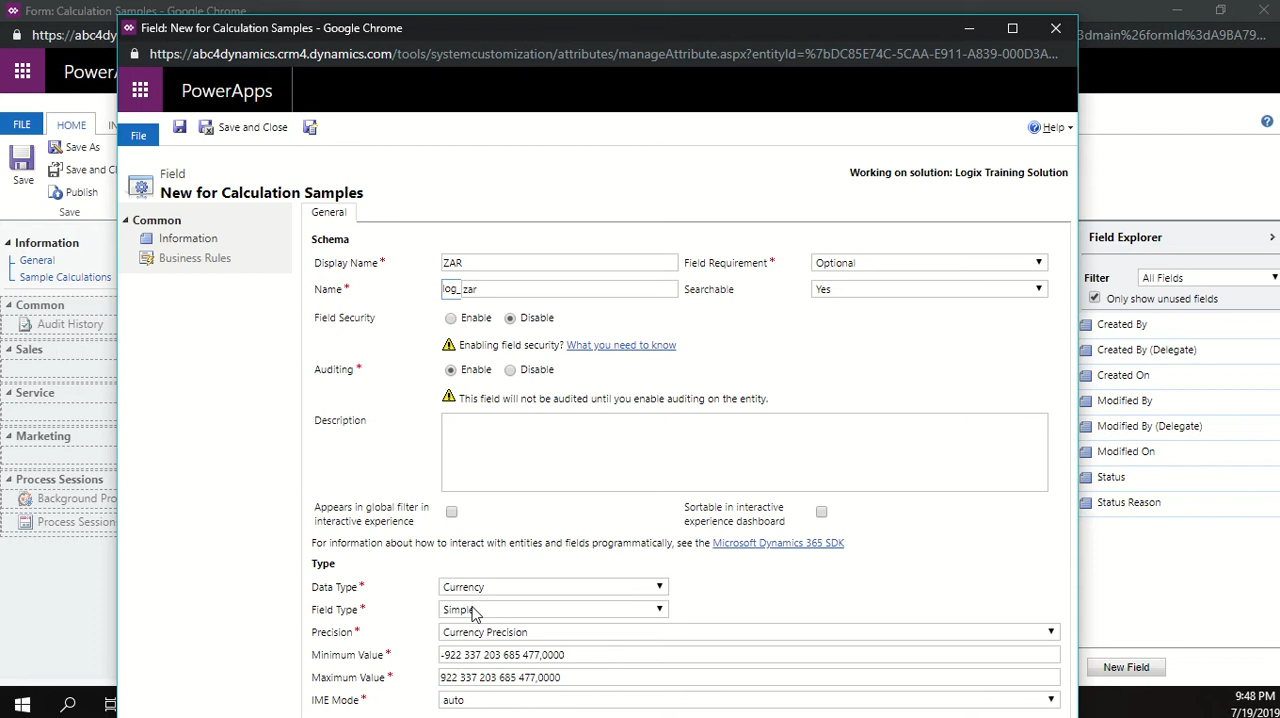 Form: Calculation Samples - Google Chrome
Field: New for Calculation Samples - Google Chrome
https://abc4dy
https://abc4dynamics.crm4.dynamics.com/tools/systemcustomization/attributes/manageAttribute.aspx?entityId=%7bDC85E74C-5CAA-E911-A839-000D3A...
3dmain%26formId%3dA9BA79...
PowerA
PowerApps
FILE
HOME
IN
File
Save and Close
Help
Save
Save As
Save and Cl
Publish
Save
Field
New for Calculation Samples
Working on solution: Logix Training Solution
Information
General
Sample Calculations
Common
Audit History
Sales
Service
Marketing
Process Sessions
Background Pro
Process Session
Common
Information
Business Rules
General
Schema
Display Name* ZAR Field Requirement* Optional
Name* log_zar Searchable Yes
Field Security Enable Disable
Enabling field security? What you need to know
Auditing* Enable Disable
This field will not be audited until you enable auditing on the entity.
Description
Appears in global filter in
interactive experience
Sortable in interactive
experience dashboard
For information about how to interact with entities and fields programmatically, see the Microsoft Dynamics 365 SDK
Type
Data Type* Currency
Field Type* Simple
Precision* Currency Precision
Minimum Value* -922 337 203 685 477,0000
Maximum Value* 922 337 203 685 477,0000
IME Mode* auto
Field Explorer
Filter All Fields
Only show unused fields
Created By
Created By (Delegate)
Created On
Modified By
Modified By (Delegate)
Modified On
Status
Status Reason
New Field
9:48 PM
7/19/2019